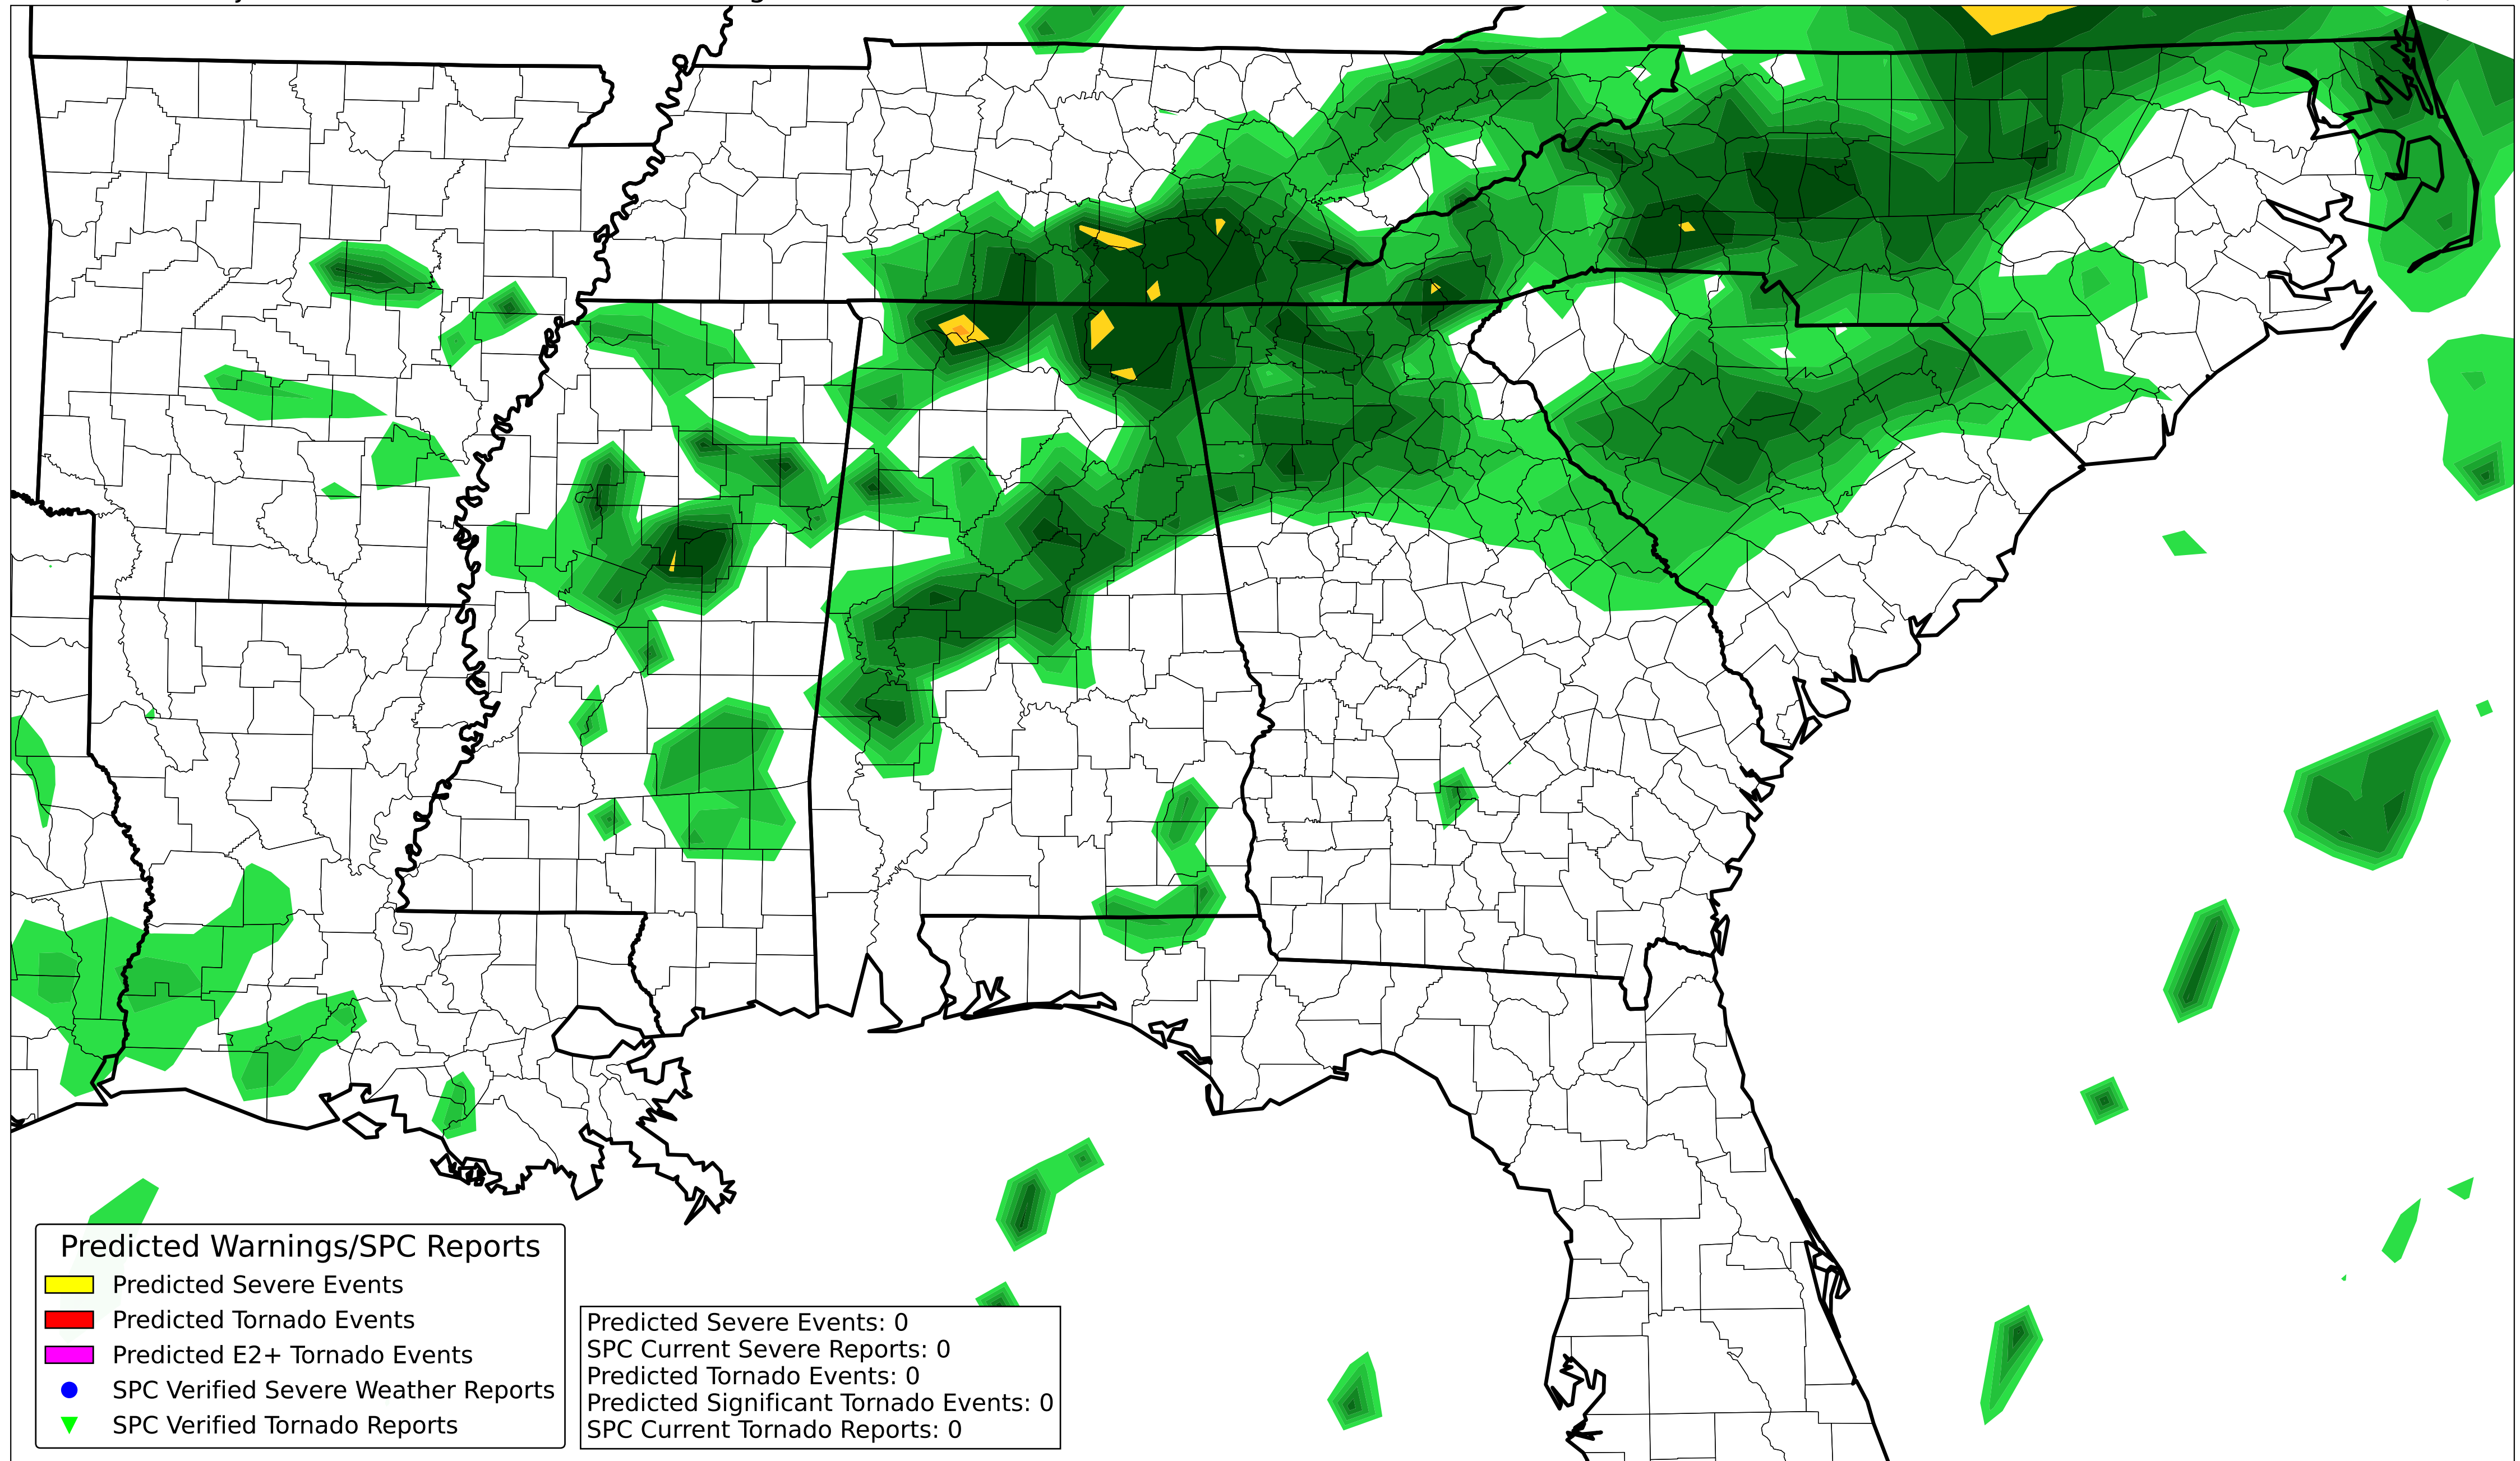 Predicted Warnings/SPC Reports
Predicted Severe Events
Predicted Tornado Events
Predicted E2+ Tornado Events
SPC Verified Severe Weather Reports
SPC Verified Tornado Reports
Predicted Severe Events: 0
SPC Current Severe Reports: 0
Predicted Tornado Events: 0
Predicted Significant Tornado Events: 0
SPC Current Tornado Reports: 0